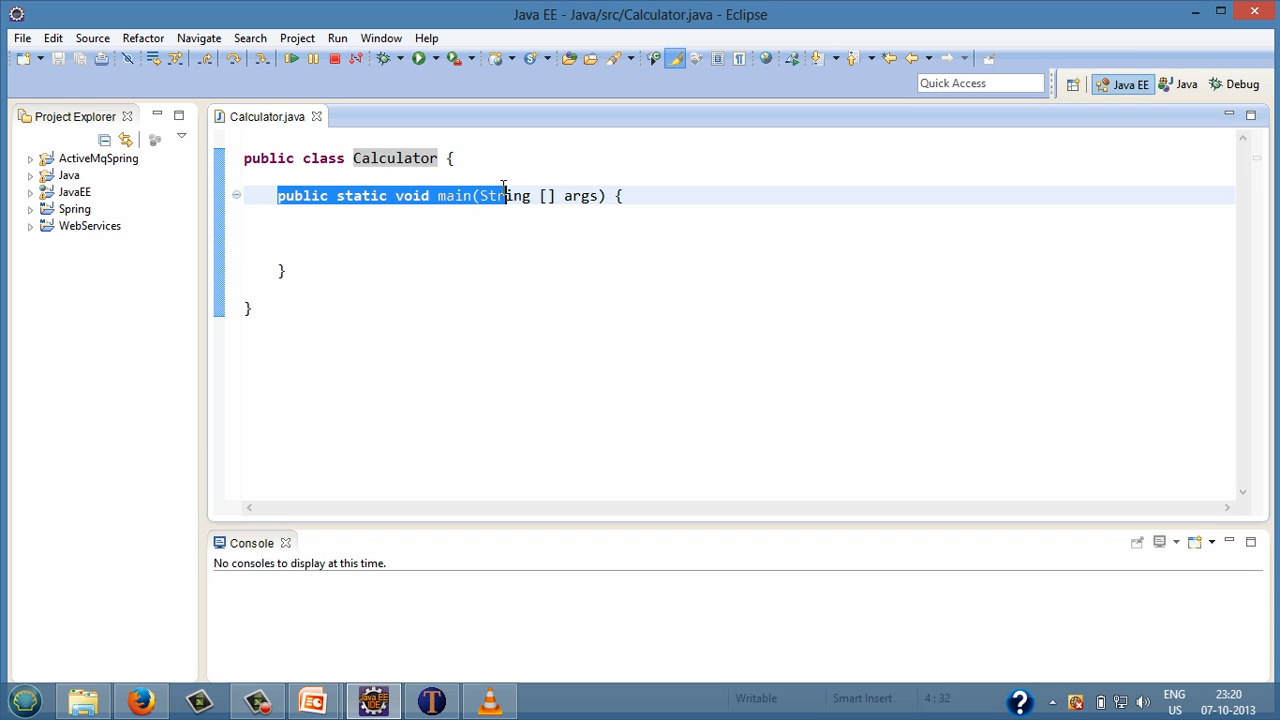 Java EE - Java/src/Calculator.java - Eclipse
File Edit Source Refactor Navigate Search Project Run Window Help
Quick Access
Java EE
Java
Debug
Project Explorer
ActiveMqSpring
Java
JavaEE
Spring
WebServices
Calculator.java
public class Calculator {
public static void main(String [] args) {
}
}
Console
No consoles to display at this time.
Writable
Smart Insert
4 : 32
Java EE
IDE
T
?
ENG
US
23:20
07-10-2013